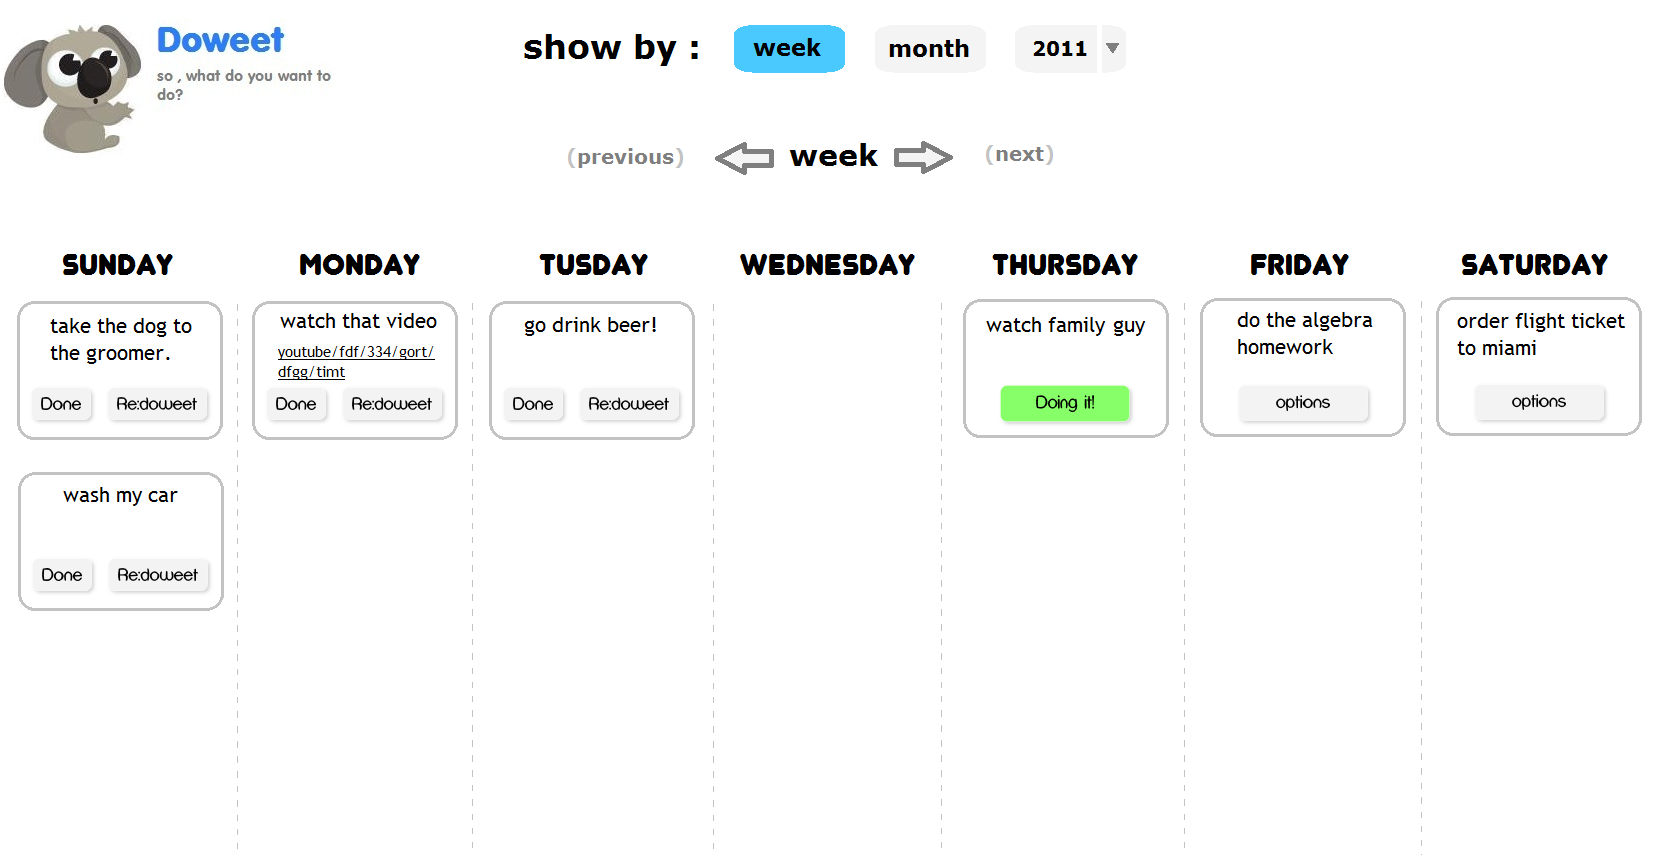 Doweet
so , what do you want to
do?
show by :
week
month
2011
(previous)
week
(next)
SUNDAY
MONDAY
TUSDAY
WEDNESDAY
THURSDAY
FRIDAY
SATURDAY
take the dog to
the groomer.
Done
Re:doweet
watch that video
youtube/fdf/334/gort/
dfgg/timt
Done
Re:doweet
go drink beer!
Done
Re:doweet
watch family guy
Doing it!
do the algebra
homework
options
order flight ticket
to miami
options
wash my car
Done
Re:doweet